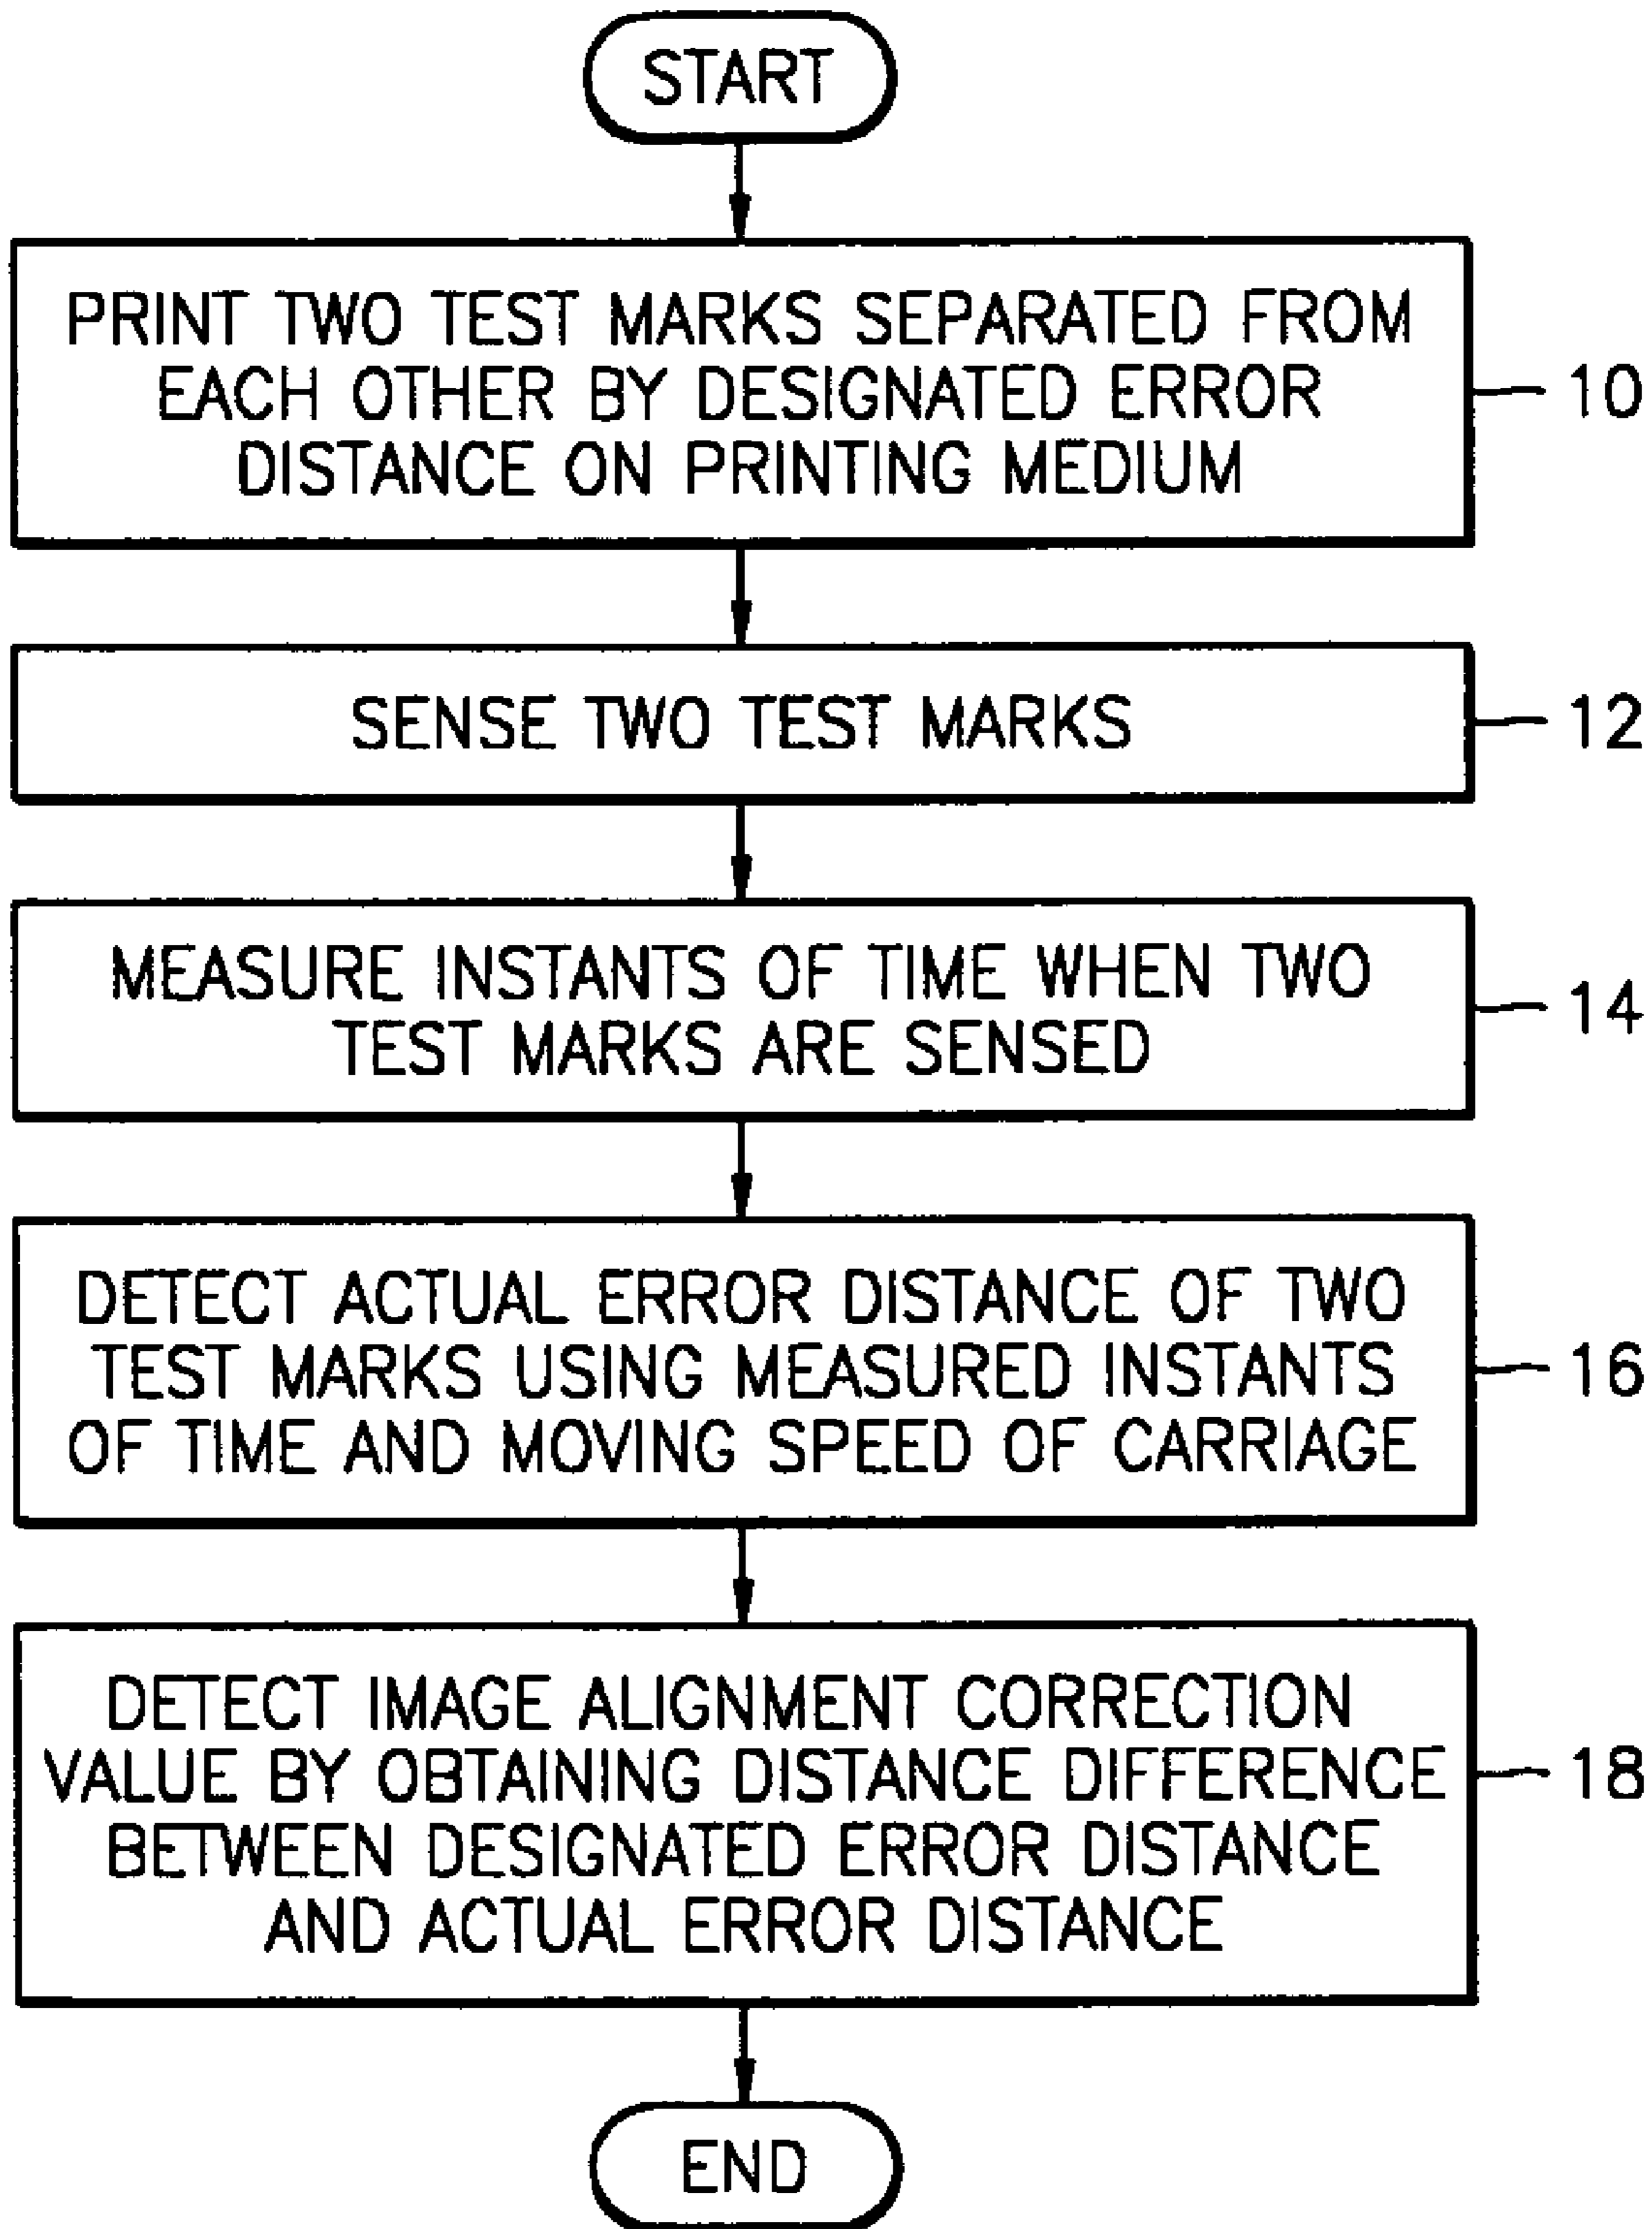 START
PRINT TWO TEST MARKS SEPARATED FROM
EACH OTHER BY DESIGNATED ERROR
DISTANCE ON PRINTING MEDIUM
10
SENSE TWO TEST MARKS
12
MEASURE INSTANTS OF TIME WHEN TWO
TEST MARKS ARE SENSED
14
DETECT ACTUAL ERROR DISTANCE OF TWO
TEST MARKS USING MEASURED INSTANTS
OF TIME AND MOVING SPEED OF CARRIAGE
16
DETECT IMAGE ALIGNMENT CORRECTION
VALUE BY OBTAINING DISTANCE DIFFERENCE
BETWEEN DESIGNATED ERROR DISTANCE
AND ACTUAL ERROR DISTANCE
18
END